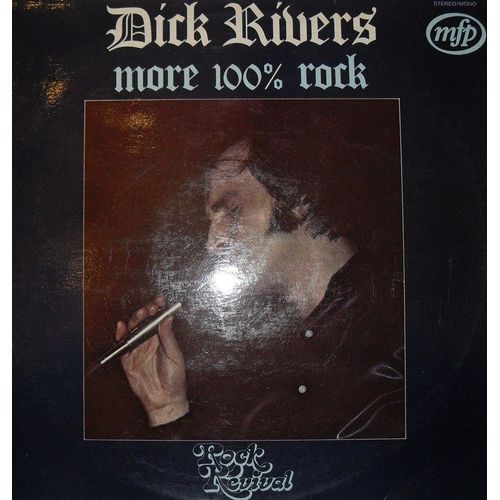 STEREO/MONO
Dick Rivers
mfp
more 100% rock
Rock
Revival